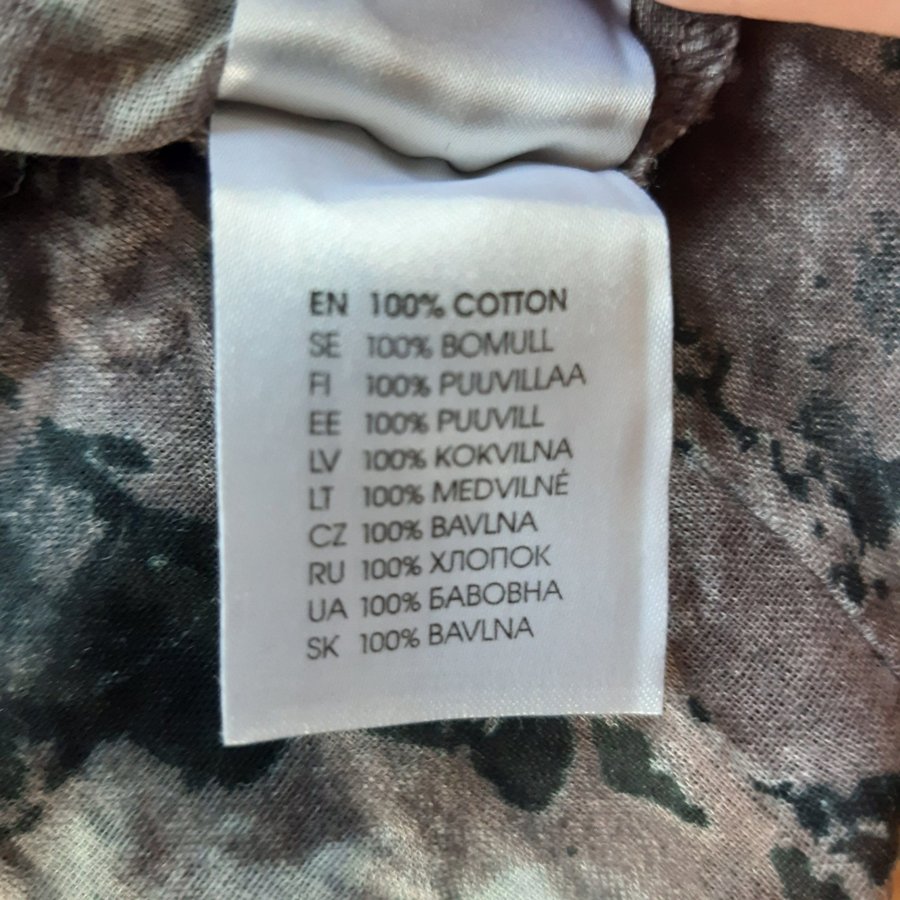 EN 100% COTTON
SE 100% BOMULL
FI 100% PUUVILLAA
EE 100% PUUVILL
LV 100% KOKVILNA
LT 100% MEDVILNÉ
CZ 100% BAVLNA
RU 100% ХЛОПОК
UA 100% БАВОВНА
SK 100% BAVLNA